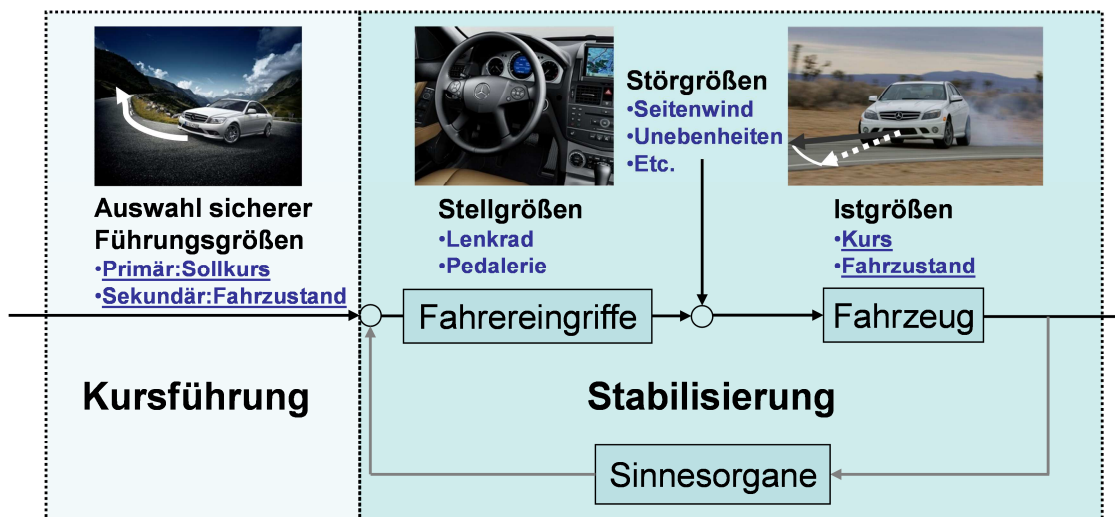 Auswahl sicherer
Führungsgrößen
•Primär:Sollkurs
•Sekundär:Fahrzustand
Stellgrößen
•Lenkrad
•Pedalerie
Störgrößen
•Seitenwind
•Unebenheiten
•Etc.
Istgrößen
•Kurs
•Fahrzustand
Fahrereingriffe
Fahrzeug
Kursführung
Stabilisierung
Sinnesorgane